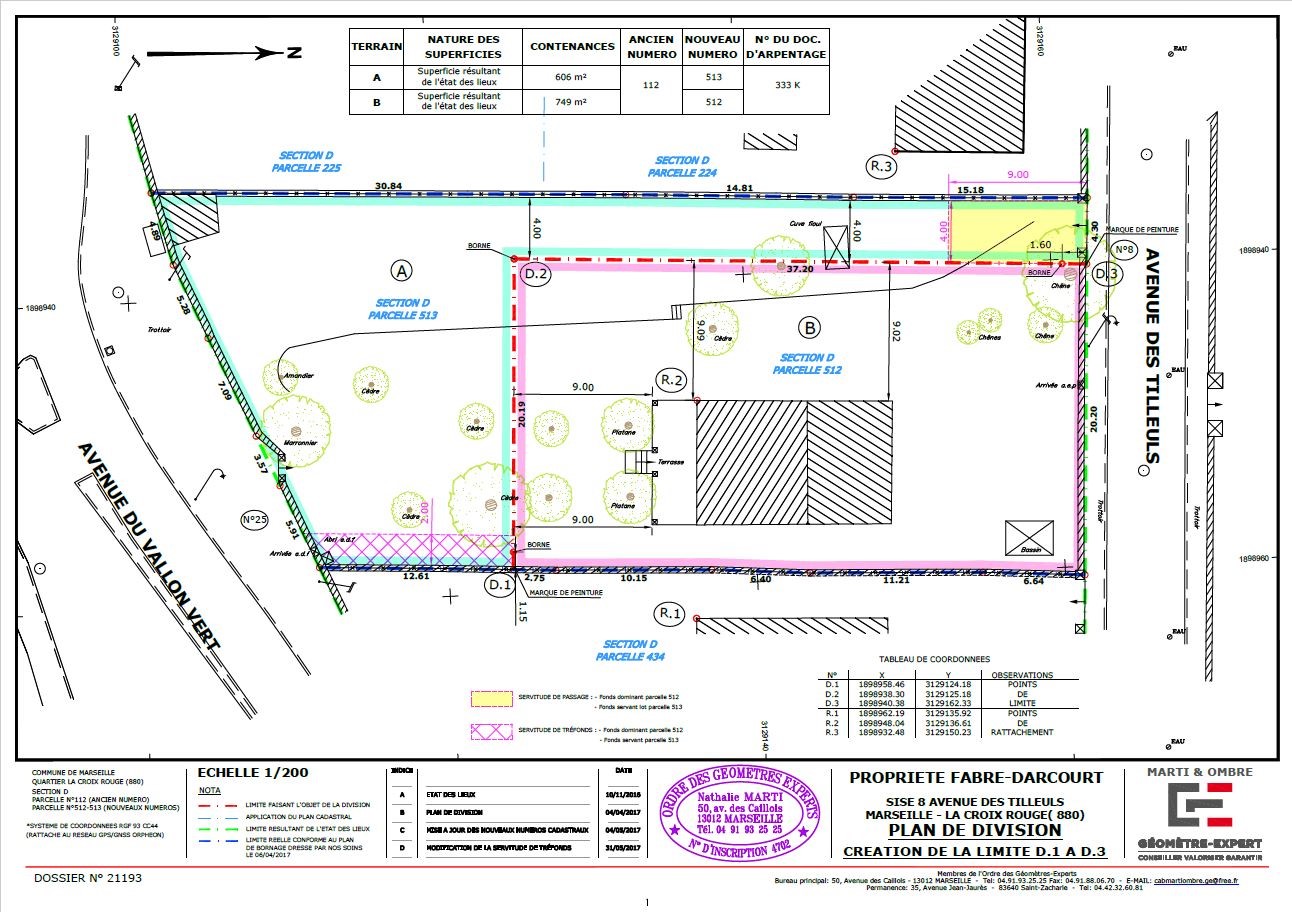 3129100
3129160
N
TERRAIN NATURE DES SUPERFICIES CONTENANCES ANCIEN NUMERO NOUVEAU NUMERO N° DU DOC. D'ARPENTAGE
A Superficie résultant de l'état des lieux 606 m² 112 513 333 K
B Superficie résultant de l'état des lieux 749 m² 512
EAU
SECTION D
PARCELLE 225
SECTION D
PARCELLE 224
R.3
9.00
30.84
14.81
15.18
4.89
4.00
Cuve fioul
4.00
4.00
4.30
MARQUE DE PEINTURE
BORNE
1.60
N°8
1898940
A
D.2
37.20
BORNE
D.3
Chêne
5.28
SECTION D
PARCELLE 513
1898940
Trottoir
B
9.09
Cèdre
9.02
Chênes
Chêne
SECTION D
PARCELLE 512
AVENUE DES TILLEULS
EAU
Amandier
Cèdre
9.00
R.2
Arrivée a.e.p
7.09
20.19
20.20
Marronnier
Cèdre
Platane
3.57
Terrasse
AVENUE DU VALLON VERT
Cèdre
Platane
N°25
Cèdre
2.00
9.00
Trottoir
Trottoir
5.91
Abri e.d.f
Arrivée e.d.f
BORNE
Bassin
1898960
12.61
D.1
2.75
10.15
6.40
11.21
6.64
MARQUE DE PEINTURE
1.15
R.1
EAU
SECTION D
PARCELLE 434
TABLEAU DE COORDONNEES
N° X Y OBSERVATIONS
D.1 1898958.46 3129124.18 POINTS
D.2 1898938.30 3129125.18 DE
D.3 1898940.38 3129162.33 LIMITE
R.1 1898962.19 3129135.92 POINTS
R.2 1898948.04 3129136.61 DE
R.3 1898932.48 3129150.23 RATTACHEMENT
SERVITUDE DE PASSAGE : - Fonds dominant parcelle 512
- Fonds servant lot parcelle 513
SERVITUDE DE TRÉFONDS : - Fonds dominant parcelle 512
- Fonds servant parcelle 513
3129140
EAU
COMMUNE DE MARSEILLE
QUARTIER LA CROIX ROUGE (880)
SECTION D
PARCELLE N°112 (ANCIEN NUMERO)
PARCELLE N°512-513 (NOUVEAUX NUMEROS)
*SYSTEME DE COORDONNEES RGF 93 CC44
(RATTACHE AU RESEAU GPS/GNSS ORPHEON)
ECHELLE 1/200
NOTA
LIMITE FAISANT L'OBJET DE LA DIVISION
APPLICATION DU PLAN CADASTRAL
LIMITE RESULTANT DE L'ETAT DES LIEUX
LIMITE REELLE CONFORME AU PLAN
DE BORNAGE DRESSE PAR NOS SOINS
LE 06/04/2017
INDICE DATE
A ETAT DES LIEUX 10/11/2016
B PLAN DE DIVISION 04/04/2017
C MISE A JOUR DES NOUVEAUX NUMEROS CADASTRAUX 04/05/2017
D MODIFICATION DE LA SERVITUDE DE TRÉFONDS 31/05/2017
ORDRE DES GEOMETRES EXPERTS
Nathalie MARTI
50, av. des Caillols
13012 MARSEILLE
Tél. 04 91 93 25 25
N° D'INSCRIPTION 4702
PROPRIETE FABRE-DARCOURT
SISE 8 AVENUE DES TILLEULS
MARSEILLE - LA CROIX ROUGE( 880)
PLAN DE DIVISION
CREATION DE LA LIMITE D.1 A D.3
MARTI & OMBRE
GÉOMÈTRE-EXPERT
CONSEILLER VALORISER GARANTIR
DOSSIER N° 21193
Membres de l'Ordre des Géomètres-Experts
Bureau principal: 50, Avenue des Caillols - 13012 MARSEILLE - Tel: 04.91.93.25.25 Fax: 04.91.88.06.70 - E-MAIL: cabmartiombre.ge@free.fr
Permanence: 35, Avenue Jean-Jaurès - 83640 Saint-Zacharie - Tel: 04.42.32.60.81
1